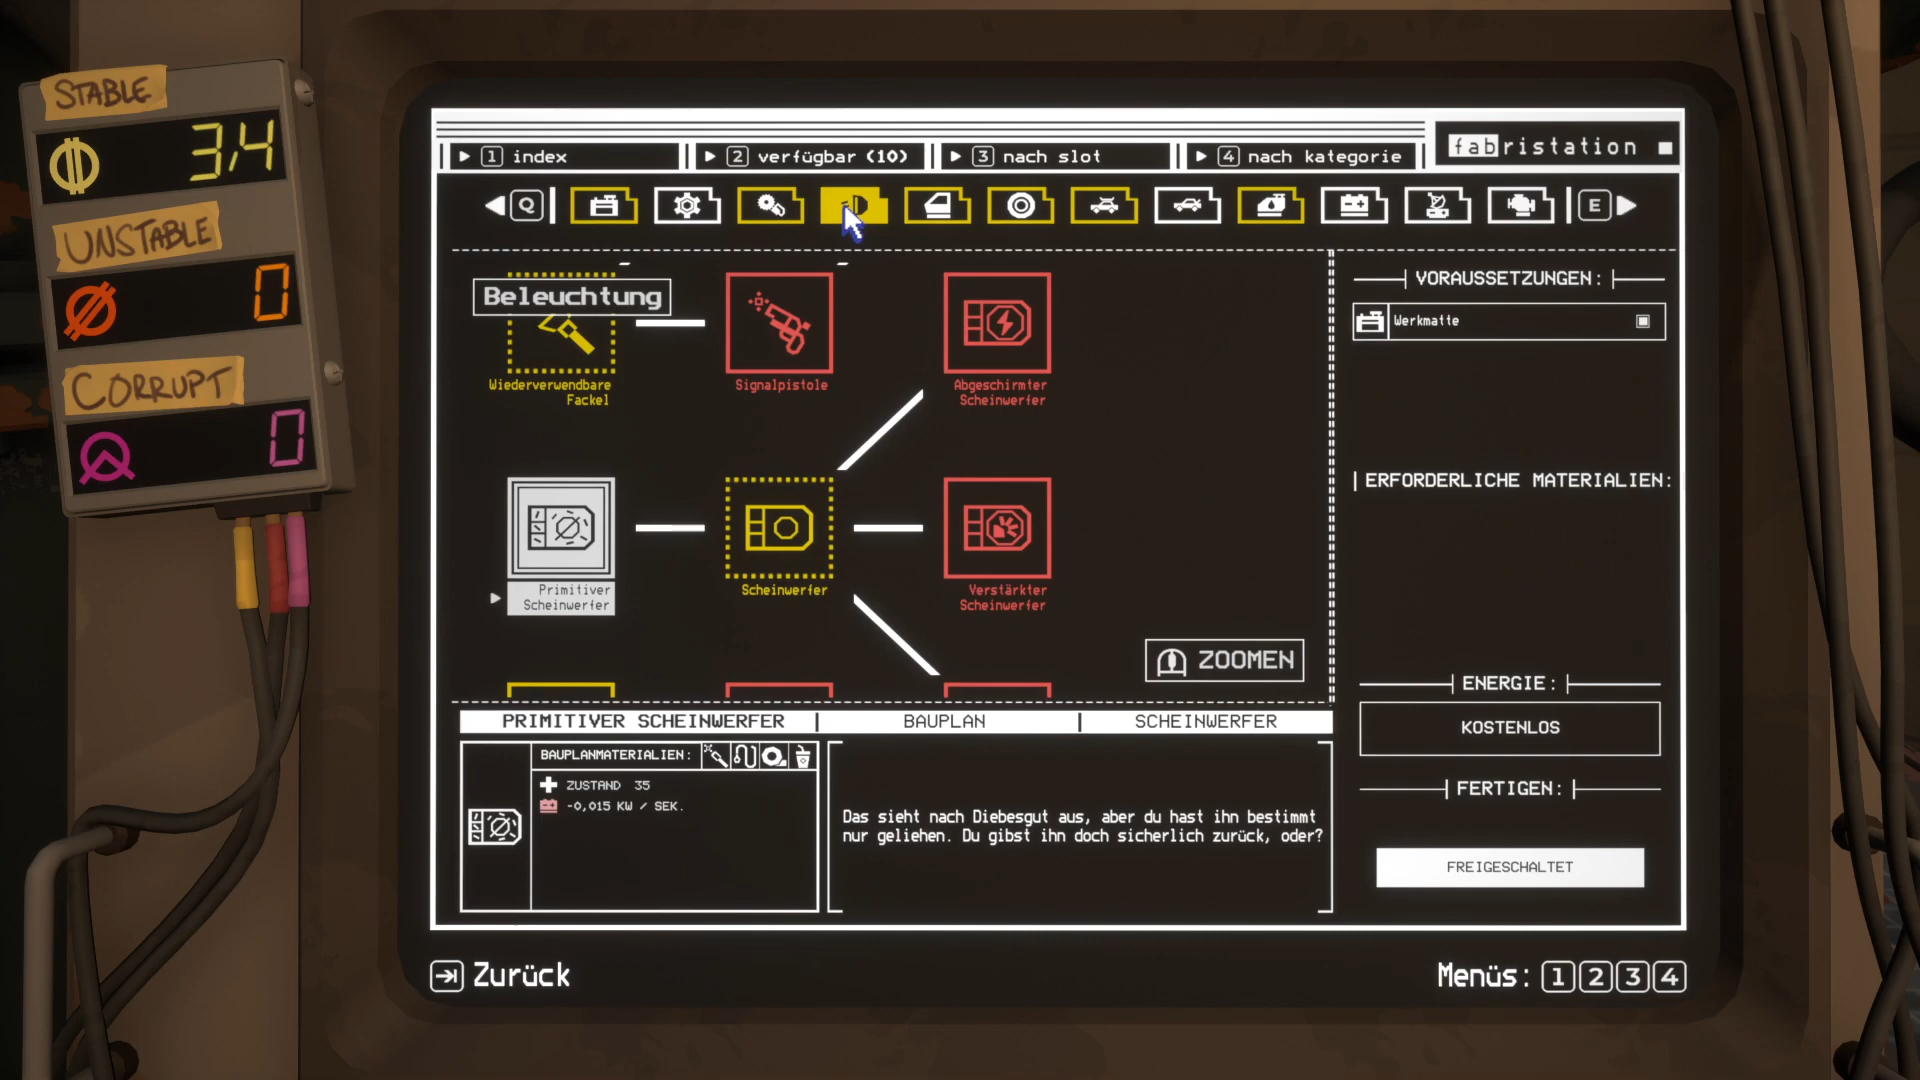 STABLE
3,4
UNSTABLE
0
CORRUPT
0
1 index
2 verfügbar (10)
3 nach slot
4 nach kategorie
fabristation
Q
E
Beleuchtung
Wiederverwendbare
Fackel
Signalpistole
Abgeschirmter
Scheinwerfer
Primitiver
Scheinwerfer
Scheinwerfer
Verstärkter
Scheinwerfer
ZOOMEN
VORAUSSETZUNGEN:
Werkmatte
ERFORDERLICHE MATERIALIEN:
ENERGIE:
KOSTENLOS
FERTIGEN:
FREIGESCHALTET
PRIMITIVER SCHEINWERFER
BAUPLAN
SCHEINWERFER
BAUPLANMATERIALIEN:
ZUSTAND 35
-0,015 KW / SEK.
Das sieht nach Diebesgut aus, aber du hast ihn bestimmt
nur geliehen. Du gibst ihn doch sicherlich zurück, oder?
Zurück
Menüs: 1 2 3 4